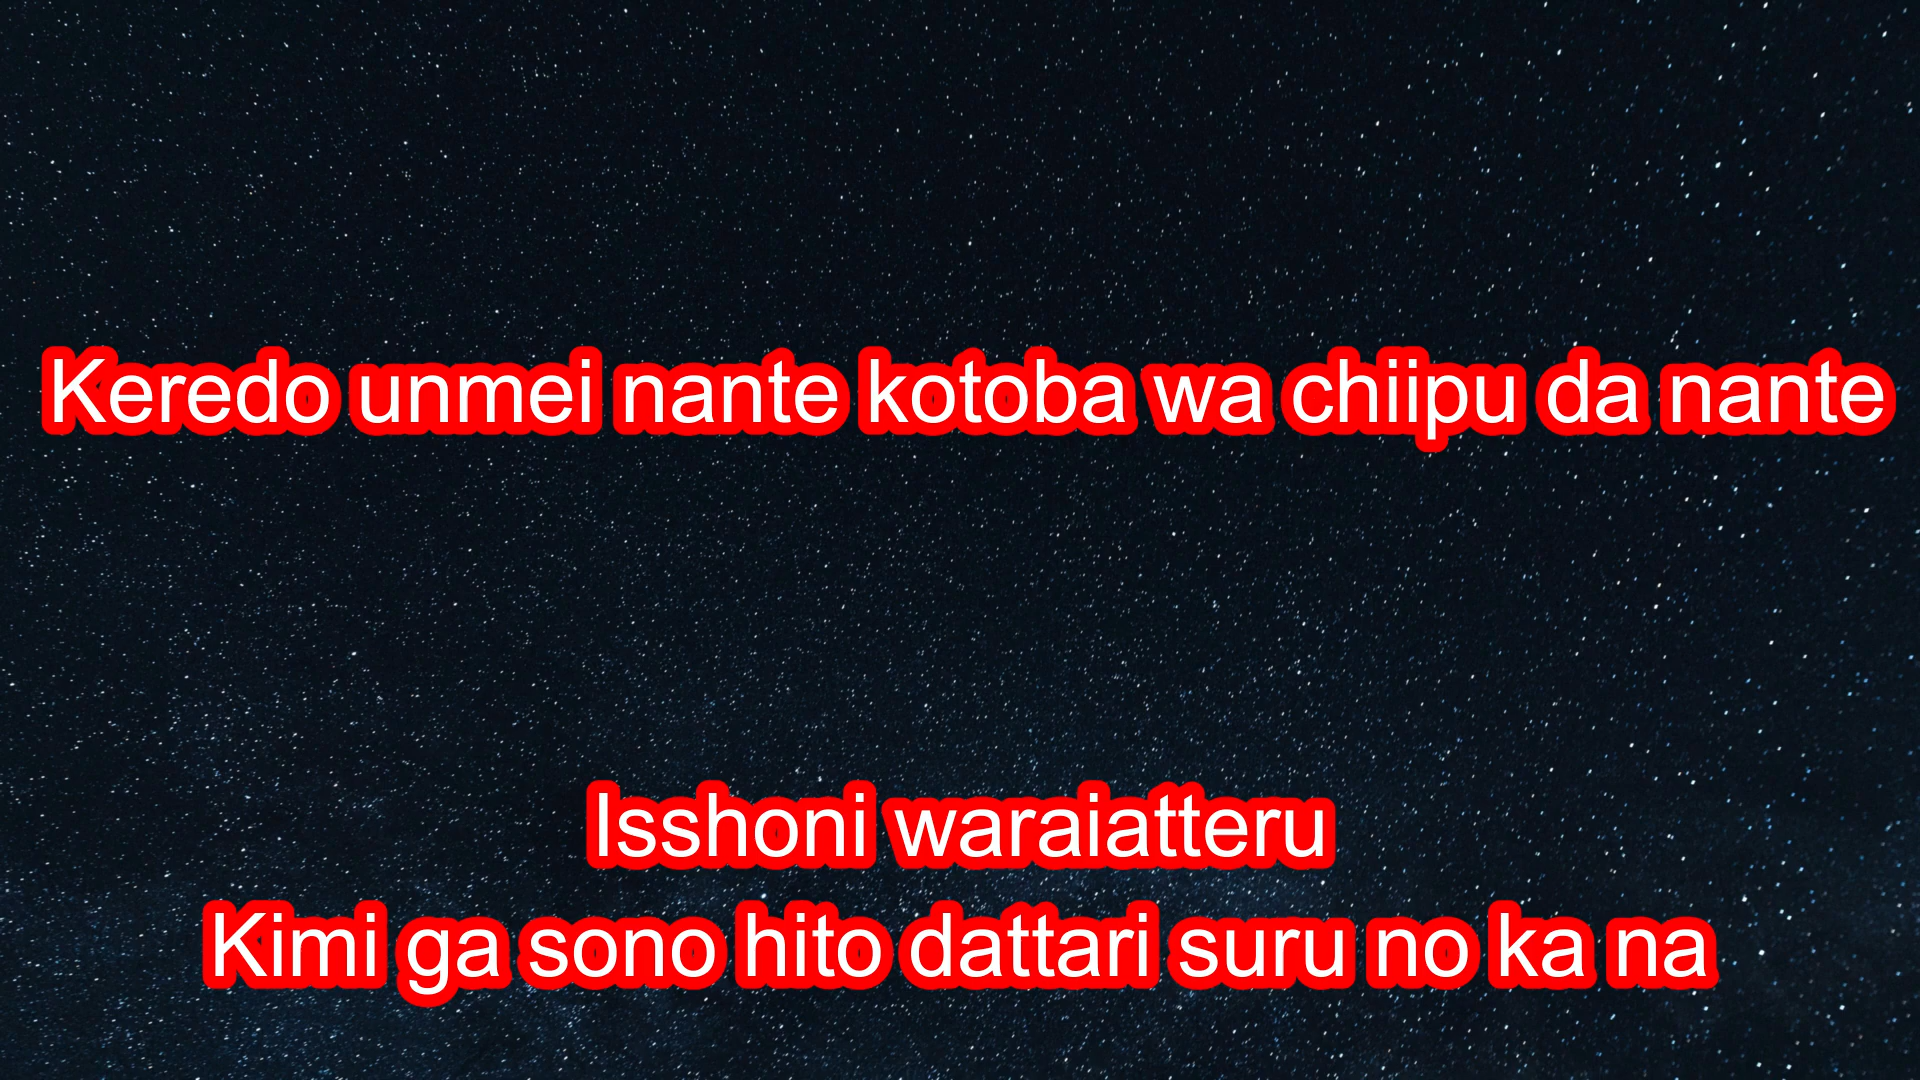 Keredo unmei nante kotoba wa chiipu da nante
Isshoni waraiatteru
Kimi ga sono hito dattari suru no ka na